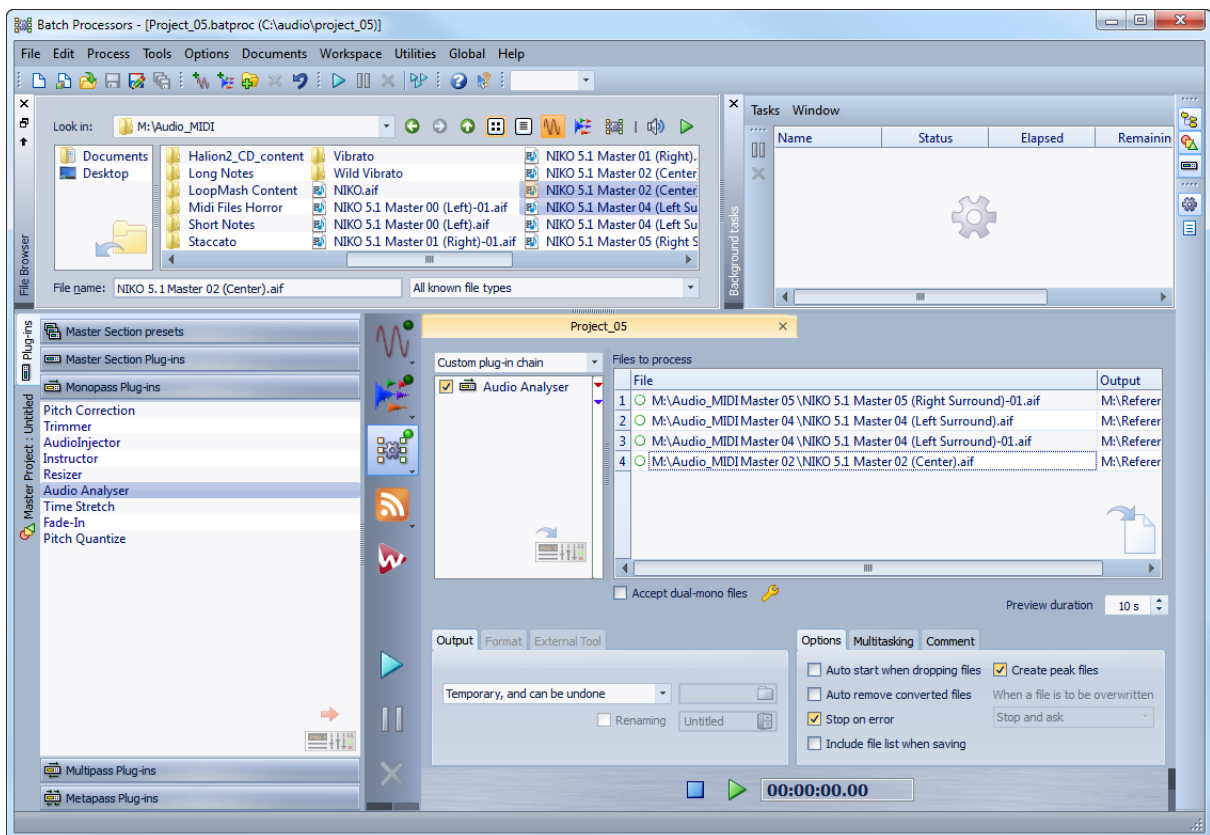 Batch Processors - [Project_05.batproc (C:\audio\project_05)]
File Edit Process Tools Options Documents Workspace Utilities Global Help
Look in: M:\Audio_MIDI
Documents
Desktop
Halion2_CD_content
Long Notes
LoopMash Content
Midi Files Horror
Short Notes
Staccato
Vibrato
Wild Vibrato
NIKO.aif
NIKO 5.1 Master 00 (Left)-01.aif
NIKO 5.1 Master 00 (Left).aif
NIKO 5.1 Master 01 (Right)-01.aif
NIKO 5.1 Master 01 (Right).
NIKO 5.1 Master 02 (Center
NIKO 5.1 Master 02 (Center
NIKO 5.1 Master 04 (Left Su
NIKO 5.1 Master 04 (Left Su
NIKO 5.1 Master 05 (Right S
File name: NIKO 5.1 Master 02 (Center).aif All known file types
File Browser
Tasks Window
Name Status Elapsed Remainin
Background tasks
Plug-ins
Master Project : Untitled
Master Section presets
Master Section Plug-ins
Monopass Plug-ins
Pitch Correction
Trimmer
AudioInjector
Instructor
Resizer
Audio Analyser
Time Stretch
Fade-In
Pitch Quantize
Multipass Plug-ins
Metapass Plug-ins
Project_05
Custom plug-in chain
Audio Analyser
Files to process
File Output
1 M:\Audio_MIDI Master 05 \NIKO 5.1 Master 05 (Right Surround)-01.aif M:\Referer
2 M:\Audio_MIDI Master 04 \NIKO 5.1 Master 04 (Left Surround).aif M:\Referer
3 M:\Audio_MIDI Master 04 \NIKO 5.1 Master 04 (Left Surround)-01.aif M:\Referer
4 M:\Audio_MIDI Master 02 \NIKO 5.1 Master 02 (Center).aif M:\Referer
Accept dual-mono files
Preview duration 10 s
Output Format External Tool
Temporary, and can be undone
Renaming Untitled
Options Multitasking Comment
Auto start when dropping files Create peak files
Auto remove converted files When a file is to be overwritten
Stop on error Stop and ask
Include file list when saving
00:00:00.00